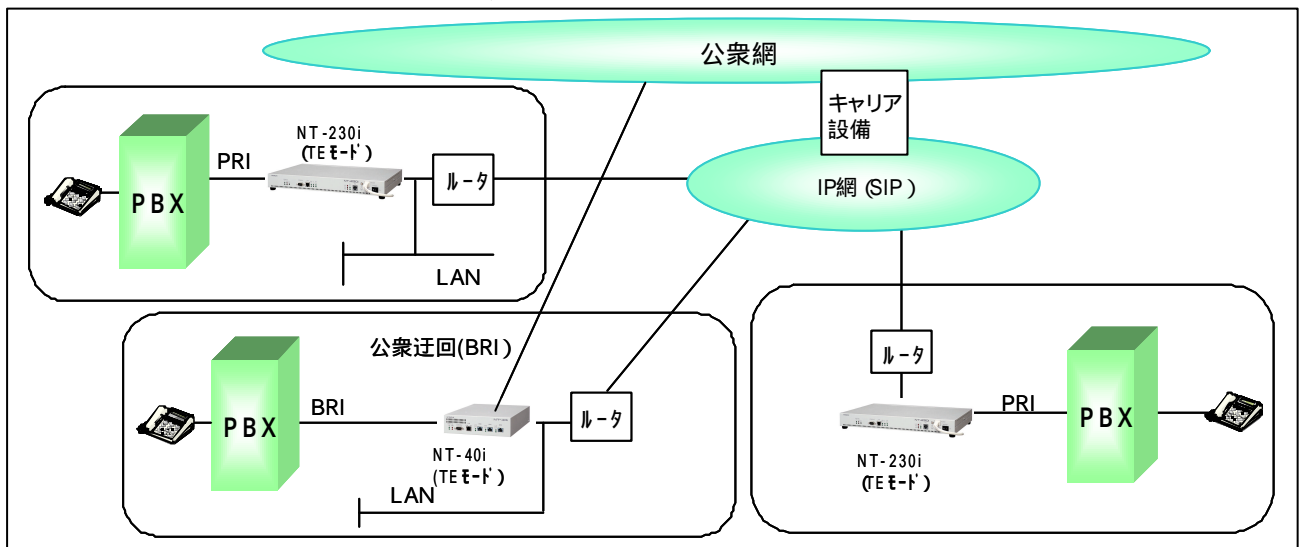 公衆網
キャリア
設備
IP網 (SIP)
NT-230i
(TEモード)
PRI
PBX
ルータ
LAN
公衆迂回(BRI)
PBX
BRI
NT-40i
(TEモード)
ルータ
LAN
ルータ
PRI
PBX
NT-230i
(TEモード)